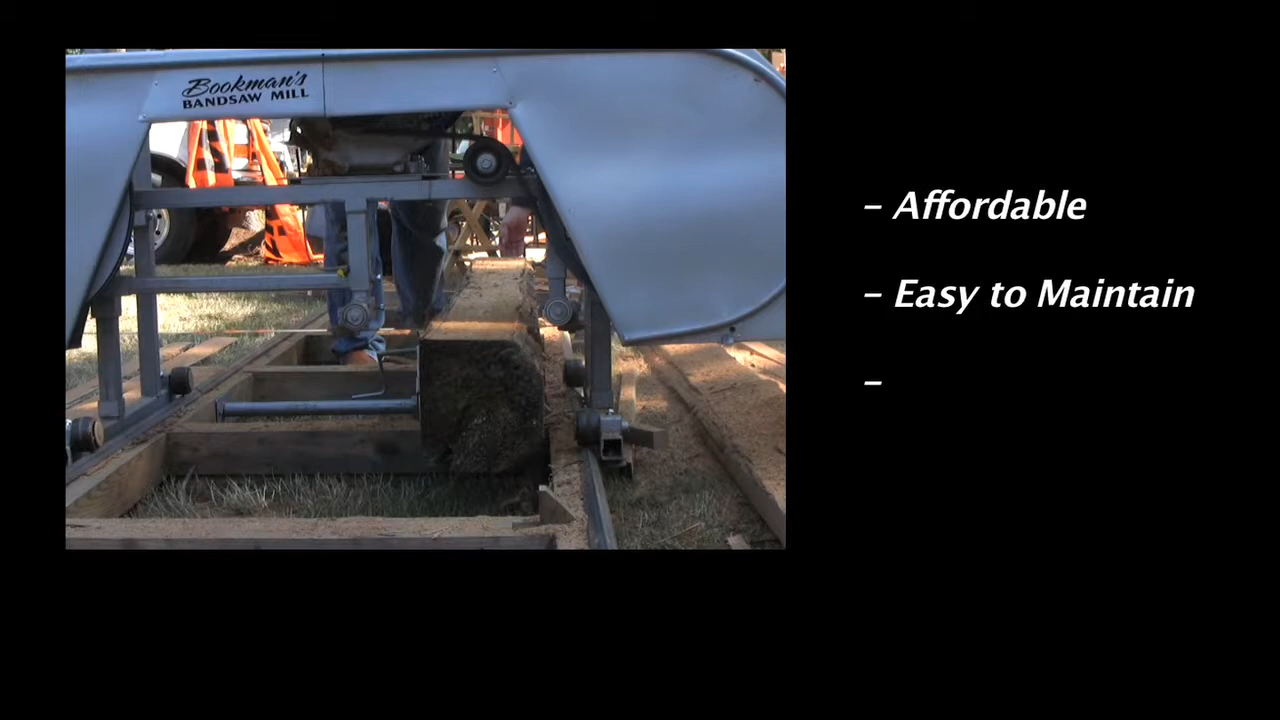 Bookman's
BANDSAW MILL
– Affordable
– Easy to Maintain
–